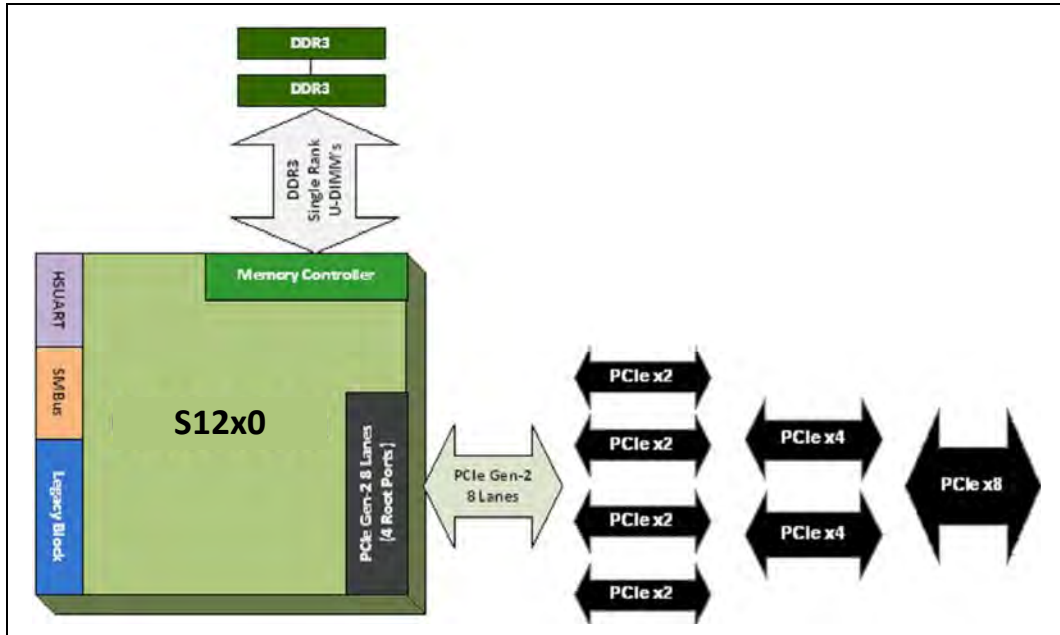 DDR3
DDR3
DDR3
Single Rank
U-DIMM's
Memory Controller
HSUART
SMBus
Legacy Block
S12x0
PCIe Gen-2 8 Lanes
(4 Root Ports)
PCIe Gen-2
8 Lanes
PCIe x2
PCIe x2
PCIe x2
PCIe x2
PCIe x4
PCIe x4
PCIe x8